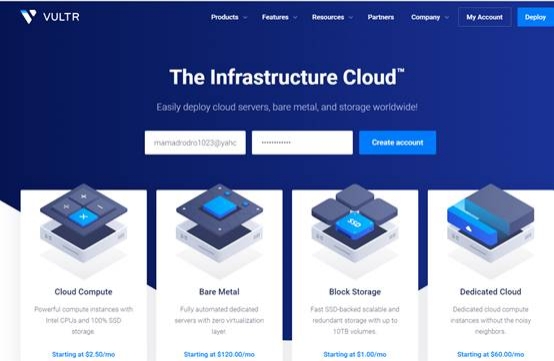 VULTR
Products Features Resources Partners Company My Account Deploy
The Infrastructure Cloud™
Easily deploy cloud servers, bare metal, and storage worldwide!
mamadrodro1023@yahc Create account
SSD
Cloud Compute
Powerful compute instances with
Intel CPUs and 100% SSD
storage.
Starting at $2.50/mo
Bare Metal
Fully automated dedicated
servers with zero virtualization
layer.
Starting at $120.00/mo
Block Storage
Fast SSD-backed scalable and
redundant storage with up to
10TB volumes.
Starting at $1.00/mo
Dedicated Cloud
Dedicated cloud compute
instances without the noisy
neighbors.
Starting at $60.00/mo